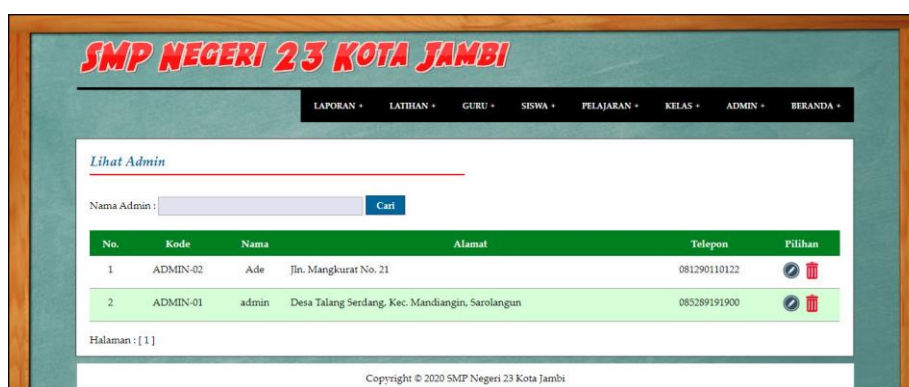 SMP NEGERI 23 KOTA JAMBI
LAPORAN + LATIHAN + GURU + SISWA + PELAJARAN + KELAS + ADMIN + BERANDA +
Lihat Admin
Nama Admin : Cari
No. Kode Nama Alamat Telepon Pilihan
1 ADMIN-02 Ade Jln. Mangkurat No. 21 081290110122
2 ADMIN-01 admin Desa Talang Serdang, Kec. Mandiangin, Sarolangun 085289191900
Halaman : [ 1 ]
Copyright © 2020 SMP Negeri 23 Kota Jambi